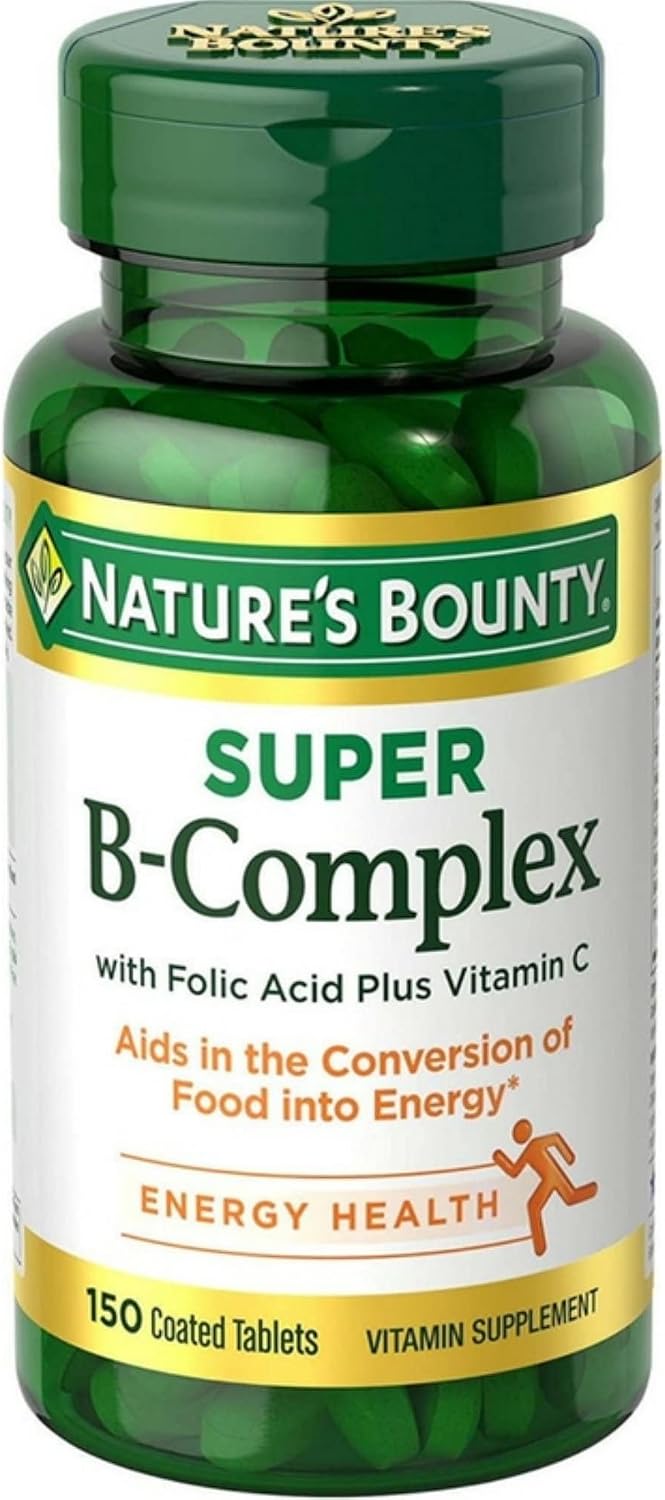 NATURE'S
BOUNTY
NATURE'S BOUNTY®
SUPER
B-Complex
with Folic Acid Plus Vitamin C
Aids in the Conversion of
Food into Energy*
ENERGY HEALTH
150 Coated Tablets
VITAMIN SUPPLEMENT